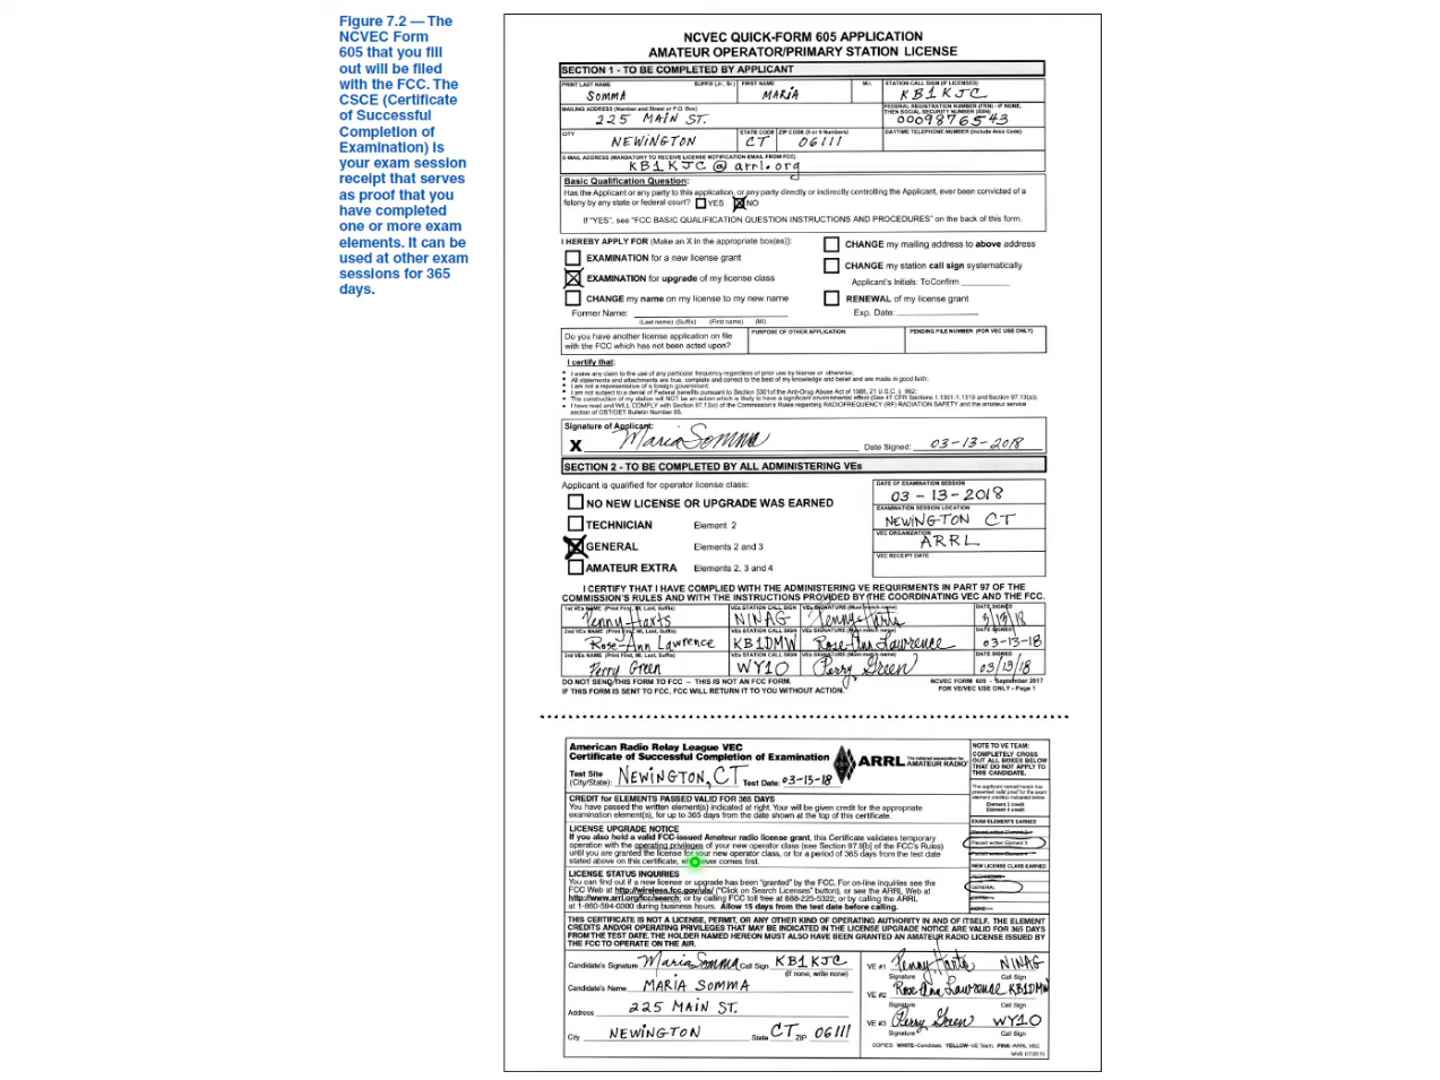 Figure 7.2 — The
NCVEC Form
605 that you fill
out will be filed
with the FCC. The
CSCE (Certificate
of Successful
Completion of
Examination) is
your exam session
receipt that serves
as proof that you
have completed
one or more exam
elements. It can be
used at other exam
sessions for 365
days.
NCVEC QUICK-FORM 605 APPLICATION
AMATEUR OPERATOR/PRIMARY STATION LICENSE
SECTION 1 - TO BE COMPLETED BY APPLICANT
PRINT LAST NAME SUFFIX (Jr., Sr.) FIRST NAME M.I. STATION CALL SIGN (IF LICENSED)
SOMMA MARIA KB1KJC
MAILING ADDRESS (Number and Street or P.O. Box) FEDERAL REGISTRATION NUMBER (FRN) - IF NONE,
THEN SOCIAL SECURITY NUMBER (SSN)
225 MAIN ST. 0009876543
CITY STATE CODE ZIP CODE (5 or 9 Numbers) DAYTIME TELEPHONE NUMBER (Include Area Code)
NEWINGTON CT 06111
E-MAIL ADDRESS (MANDATORY TO RECEIVE LICENSE NOTIFICATION EMAIL FROM FCC)
KB1KJC @ arrl.org
Basic Qualification Question:
Has the Applicant or any party to this application, or any party directly or indirectly controlling the Applicant, ever been convicted of a
felony by any state or federal court? YES NO
If "YES", see "FCC BASIC QUALIFICATION QUESTION INSTRUCTIONS AND PROCEDURES" on the back of this form.
I HEREBY APPLY FOR (Make an X in the appropriate box(es)):
EXAMINATION for a new license grant
EXAMINATION for upgrade of my license class
CHANGE my name on my license to my new name
Former Name:
(Last name) (Suffix) (First name) (MI)
CHANGE my mailing address to above address
CHANGE my station call sign systematically
Applicant's Initials: To Confirm
RENEWAL of my license grant
Exp. Date:
Do you have another license application on file
with the FCC which has not been acted upon?
PURPOSE OF OTHER APPLICATION
PENDING FILE NUMBER (FOR VEC USE ONLY)
I certify that:
• I waive any claim to the use of any particular frequency regardless of prior use by license or otherwise;
• All statements and attachments are true, complete and correct to the best of my knowledge and belief and are made in good faith;
• I am not a representative of a foreign government;
• I am not subject to a denial of Federal benefits pursuant to Section 5301 of the Anti-Drug Abuse Act of 1988, 21 U.S.C. § 862;
• The construction of my station will NOT be an action which is likely to have a significant environmental effect (See 47 CFR Sections 1.1301-1.1319 and Section 97.13(a));
• I have read and WILL COMPLY with Section 97.13(c) of the Commission's Rules regarding RADIOFREQUENCY (RF) RADIATION SAFETY and the amateur service
section of OST/OET Bulletin Number 65.
Signature of Applicant:
X Maria Somma Date Signed: 03-13-2018
SECTION 2 - TO BE COMPLETED BY ALL ADMINISTERING VEs
Applicant is qualified for operator license class:
NO NEW LICENSE OR UPGRADE WAS EARNED
TECHNICIAN Element 2
GENERAL Elements 2 and 3
AMATEUR EXTRA Elements 2, 3 and 4
DATE OF EXAMINATION SESSION
03-13-2018
EXAMINATION SESSION LOCATION
NEWINGTON CT
VEC ORGANIZATION
ARRL
VEC RECEIPT DATE
I CERTIFY THAT I HAVE COMPLIED WITH THE ADMINISTERING VE REQUIRMENTS IN PART 97 OF THE
COMMISSION'S RULES AND WITH THE INSTRUCTIONS PROVIDED BY THE COORDINATING VEC AND THE FCC.
1st VEs NAME (Print First, MI, Last, Suffix) VEs STATION CALL SIGN VEs SIGNATURE (Must match name) DATE SIGNED
Penny Harts N1NAG Penny Harts 3/13/18
2nd VEs NAME (Print First, MI, Last, Suffix) VEs STATION CALL SIGN VEs SIGNATURE (Must match name) DATE SIGNED
Rose-Ann Lawrence KB1DMW Rose-Ann Lawrence 03-13-18
3rd VEs NAME (Print First, MI, Last, Suffix) VEs STATION CALL SIGN VEs SIGNATURE (Must match name) DATE SIGNED
Perry Green WY1O Perry Green 03/13/18
DO NOT SEND THIS FORM TO FCC – THIS IS NOT AN FCC FORM.
IF THIS FORM IS SENT TO FCC, FCC WILL RETURN IT TO YOU WITHOUT ACTION.
NCVEC FORM 605 - September 2017
FOR VE/VEC USE ONLY - Page 1
American Radio Relay League VEC
Certificate of Successful Completion of Examination
ARRL The national association for
AMATEUR RADIO
Test Site
(City/State): NEWINGTON, CT Test Date: 03-13-18
CREDIT for ELEMENTS PASSED VALID FOR 365 DAYS
You have passed the written element(s) indicated at right. Your will be given credit for the appropriate
examination element(s), for up to 365 days from the date shown at the top of this certificate.
LICENSE UPGRADE NOTICE
If you also hold a valid FCC-issued Amateur radio license grant, this Certificate validates temporary
operation with the operating privileges of your new operator class (see Section 97.9[b] of the FCC's Rules)
until you are granted the license for your new operator class, or for a period of 365 days from the test date
stated above on this certificate, whichever comes first.
LICENSE STATUS INQUIRIES
You can find out if a new license or upgrade has been "granted" by the FCC. For on-line inquiries see the
FCC Web at http://wireless.fcc.gov/uls/ ("Click on Search Licenses" button), or see the ARRL Web at
http://www.arrl.org/fcc/search; or by calling FCC toll free at 888-225-5322; or by calling the ARRL
at 1-860-594-0300 during business hours. Allow 15 days from the test date before calling.
NOTE TO VE TEAM:
COMPLETELY CROSS
OUT ALL BOXES BELOW
THAT DO NOT APPLY TO
THIS CANDIDATE.
The applicant named herein has
presented valid proof for the exam
element credit(s) indicated below
Element 3 credit
Element 4 credit
EXAM ELEMENTS EARNED
Passed written Element 2
Passed written Element 3
Passed written Element 4
NEW LICENSE CLASS EARNED
TECHNICIAN
GENERAL
EXTRA
NONE
THIS CERTIFICATE IS NOT A LICENSE, PERMIT, OR ANY OTHER KIND OF OPERATING AUTHORITY IN AND OF ITSELF. THE ELEMENT
CREDITS AND/OR OPERATING PRIVILEGES THAT MAY BE INDICATED IN THE LICENSE UPGRADE NOTICE ARE VALID FOR 365 DAYS
FROM THE TEST DATE. THE HOLDER NAMED HEREON MUST ALSO HAVE BEEN GRANTED AN AMATEUR RADIO LICENSE ISSUED BY
THE FCC TO OPERATE ON THE AIR.
Candidate's Signature Maria Somma Call Sign KB1KJC
(If none, write none)
Candidate's Name MARIA SOMMA
Address 225 MAIN ST.
City NEWINGTON State CT ZIP 06111
VE #1 Penny Harts N1NAG
Signature Call Sign
VE #2 Rose Ann Lawrence KB1DMW
Signature Call Sign
VE #3 Perry Green WY1O
Signature Call Sign
COPIES: WHITE-Candidate, YELLOW-VE Team, PINK-ARRL VEC